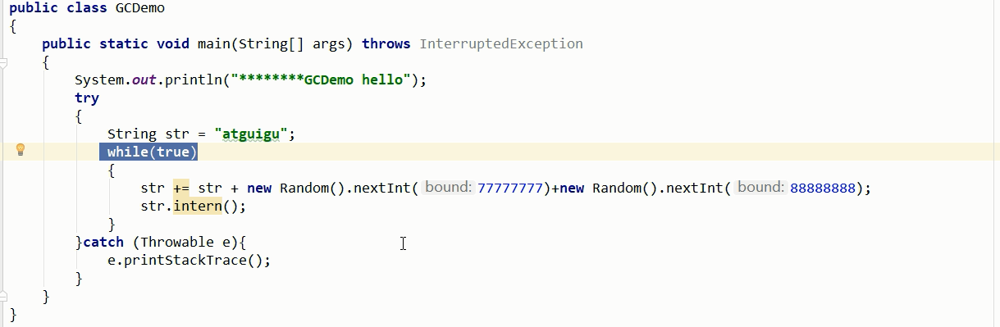 public class GCDemo
{
    public static void main(String[] args) throws InterruptedException
    {
        System.out.println("********GCDemo hello");
        try
        {
            String str = "atguigu";
            while(true)
            {
                str += str + new Random().nextInt( bound: 77777777)+new Random().nextInt( bound: 88888888);
                str.intern();
            }
        }catch (Throwable e){
            e.printStackTrace();
        }
    }
}